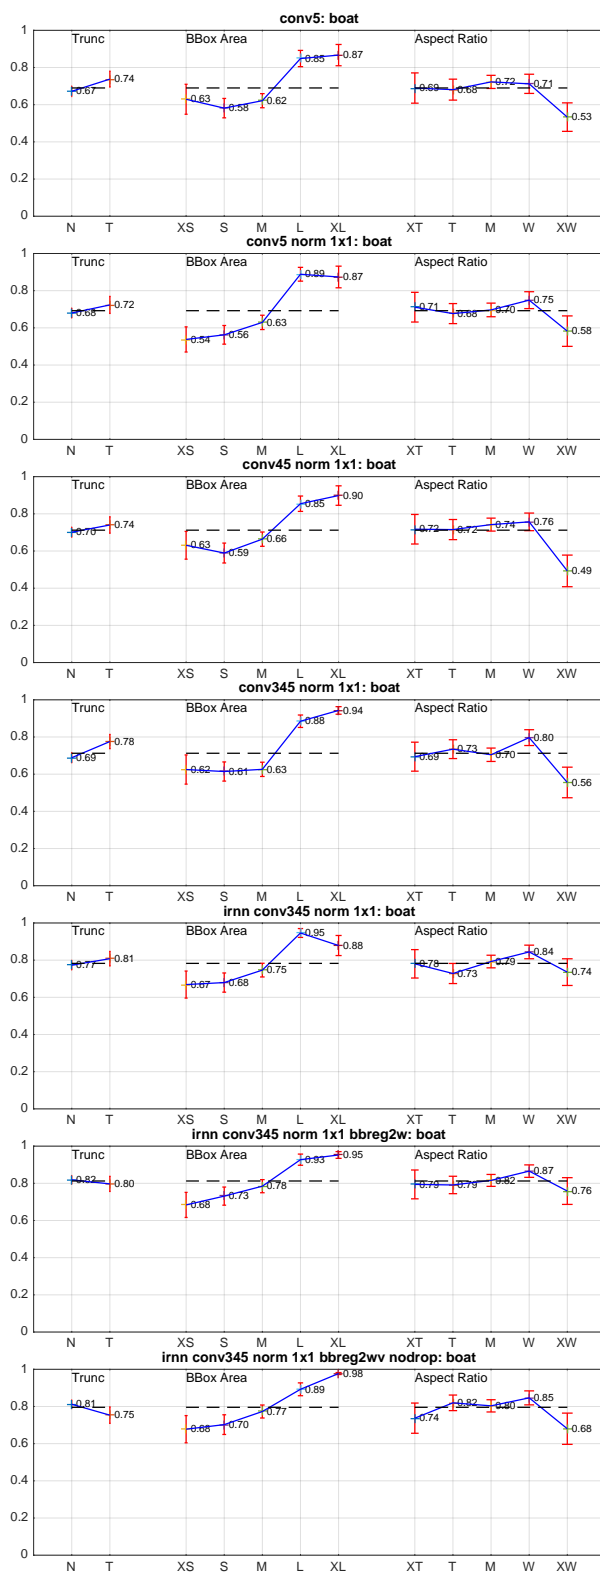 conv5: boat
Trunc BBox Area Aspect Ratio
1
0.8
0.6
0.4
0.2
0
0.67 0.74 0.63 0.58 0.62 0.85 0.87 0.69 0.68 0.72 0.71 0.53
N T XS S M L XL XT T M W XW
conv5 norm 1x1: boat
Trunc BBox Area Aspect Ratio
1
0.8
0.6
0.4
0.2
0
0.68 0.72 0.54 0.56 0.63 0.89 0.87 0.71 0.68 0.70 0.75 0.58
N T XS S M L XL XT T M W XW
conv45 norm 1x1: boat
Trunc BBox Area Aspect Ratio
1
0.8
0.6
0.4
0.2
0
0.70 0.74 0.63 0.59 0.66 0.85 0.90 0.72 0.72 0.74 0.76 0.49
N T XS S M L XL XT T M W XW
conv345 norm 1x1: boat
Trunc BBox Area Aspect Ratio
1
0.8
0.6
0.4
0.2
0
0.69 0.78 0.62 0.61 0.63 0.88 0.94 0.69 0.73 0.70 0.80 0.56
N T XS S M L XL XT T M W XW
irnn conv345 norm 1x1: boat
Trunc BBox Area Aspect Ratio
1
0.8
0.6
0.4
0.2
0
0.77 0.81 0.67 0.68 0.75 0.95 0.88 0.78 0.73 0.79 0.84 0.74
N T XS S M L XL XT T M W XW
irnn conv345 norm 1x1 bbreg2w: boat
Trunc BBox Area Aspect Ratio
1
0.8
0.6
0.4
0.2
0
0.82 0.80 0.68 0.73 0.78 0.93 0.95 0.79 0.79 0.82 0.87 0.76
N T XS S M L XL XT T M W XW
irnn conv345 norm 1x1 bbreg2wv nodrop: boat
Trunc BBox Area Aspect Ratio
1
0.8
0.6
0.4
0.2
0
0.81 0.75 0.68 0.70 0.77 0.89 0.98 0.74 0.82 0.80 0.85 0.68
N T XS S M L XL XT T M W XW